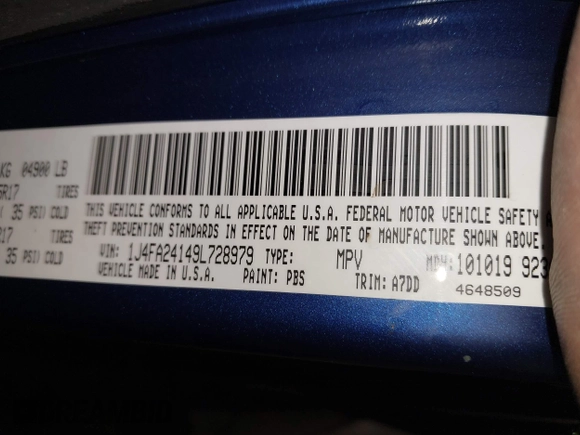 KG 04900 LB
R17 TIRES
35 PSI) COLD
R17 TIRES
35 PSI) COLD
THIS VEHICLE CONFORMS TO ALL APPLICABLE U.S.A. FEDERAL MOTOR VEHICLE SAFETY
THEFT PREVENTION STANDARDS IN EFFECT ON THE DATE OF MANUFACTURE SHOWN ABOVE.
VIN: 1J4FA24149L728979 TYPE: MPV MDH: 101019 923
VEHICLE MADE IN U.S.A. PAINT: PBS TRIM: A7DD
4648509